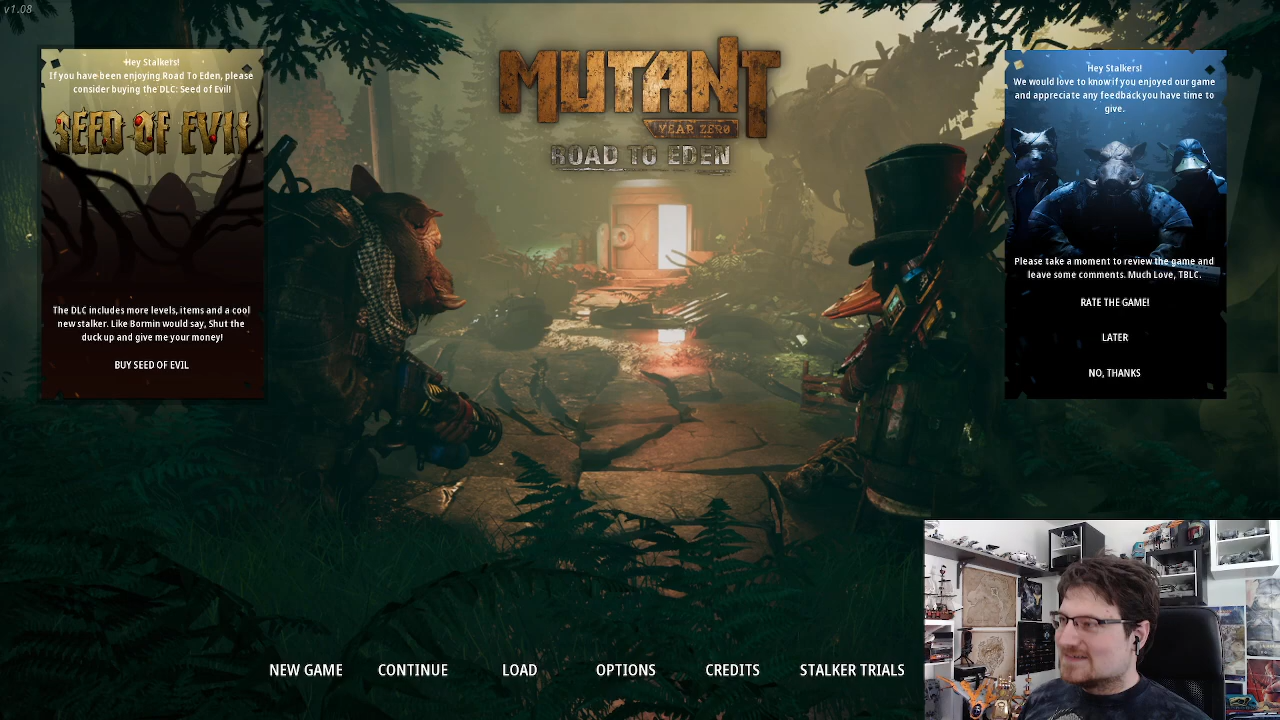 v1.08
Hey Stalkers!
If you have been enjoying Road To Eden, please
consider buying the DLC: Seed of Evil!
SEED OF EVIL
The DLC includes more levels, items and a cool
new stalker. Like Bormin would say, Shut the
duck up and give me your money!
BUY SEED OF EVIL
MUTANT
YEAR ZERO
ROAD TO EDEN
Hey Stalkers!
We would love to know if you enjoyed our game
and appreciate any feedback you have time to
give.
Please take a moment to review the game and
leave some comments. Much Love, TBLC.
RATE THE GAME!
LATER
NO, THANKS
NEW GAME
CONTINUE
LOAD
OPTIONS
CREDITS
STALKER TRIALS